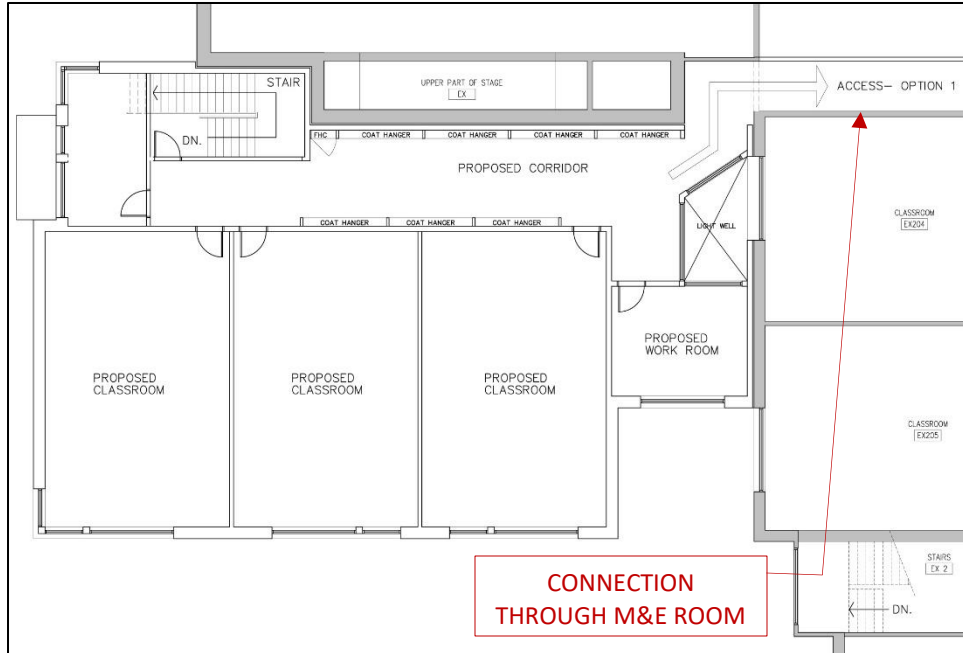 STAIR
UPPER PART OF STAGE
EX
ACCESS- OPTION 1
DN.
FHC
COAT HANGER
COAT HANGER
COAT HANGER
COAT HANGER
PROPOSED CORRIDOR
COAT HANGER
COAT HANGER
COAT HANGER
LIGHT WELL
CLASSROOM
EX204
PROPOSED
WORK ROOM
PROPOSED
CLASSROOM
PROPOSED
CLASSROOM
PROPOSED
CLASSROOM
CLASSROOM
EX205
STAIRS
EX 2
DN.
CONNECTION
THROUGH M&E ROOM